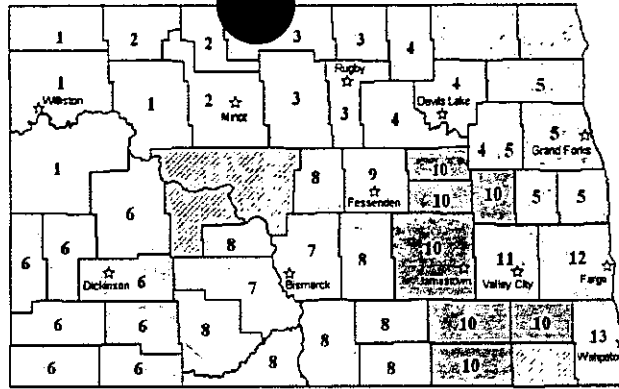 1 2 2 3 3 4
Rugby
1 4 5
Williston 1 2 Minot 3 3 Devils Lake
4 5
4 5 Grand Forks
1 8 9 10
Fessenden 10 10 5 5
6
6 6 8 7 8 10 11 12
Dickinson 6 Bismarck Jamestown Valley City Fargo
7
6 6 8 8 10 10 13
Wahpeton
6 6 8 8 10